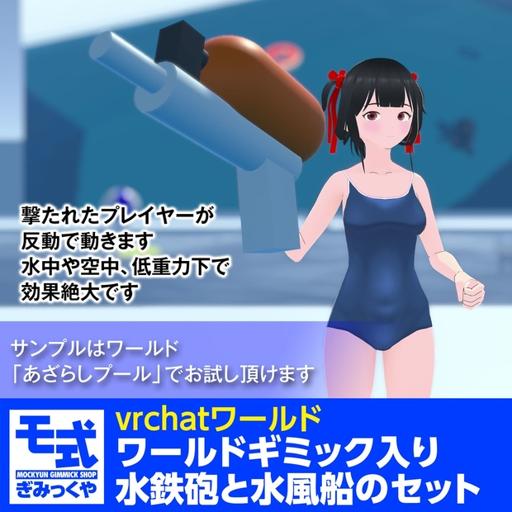 撃たれたプレイヤーが
反動で動きます
水中や空中、低重力下で
効果絶大です
サンプルはワールド
「あざらしプール」でお試し頂けます
モ式
MOCKYUN GIMMICK SHOP
ぎみっくや
vrchatワールド
ワールドギミック入り
水鉄砲と水風船のセット